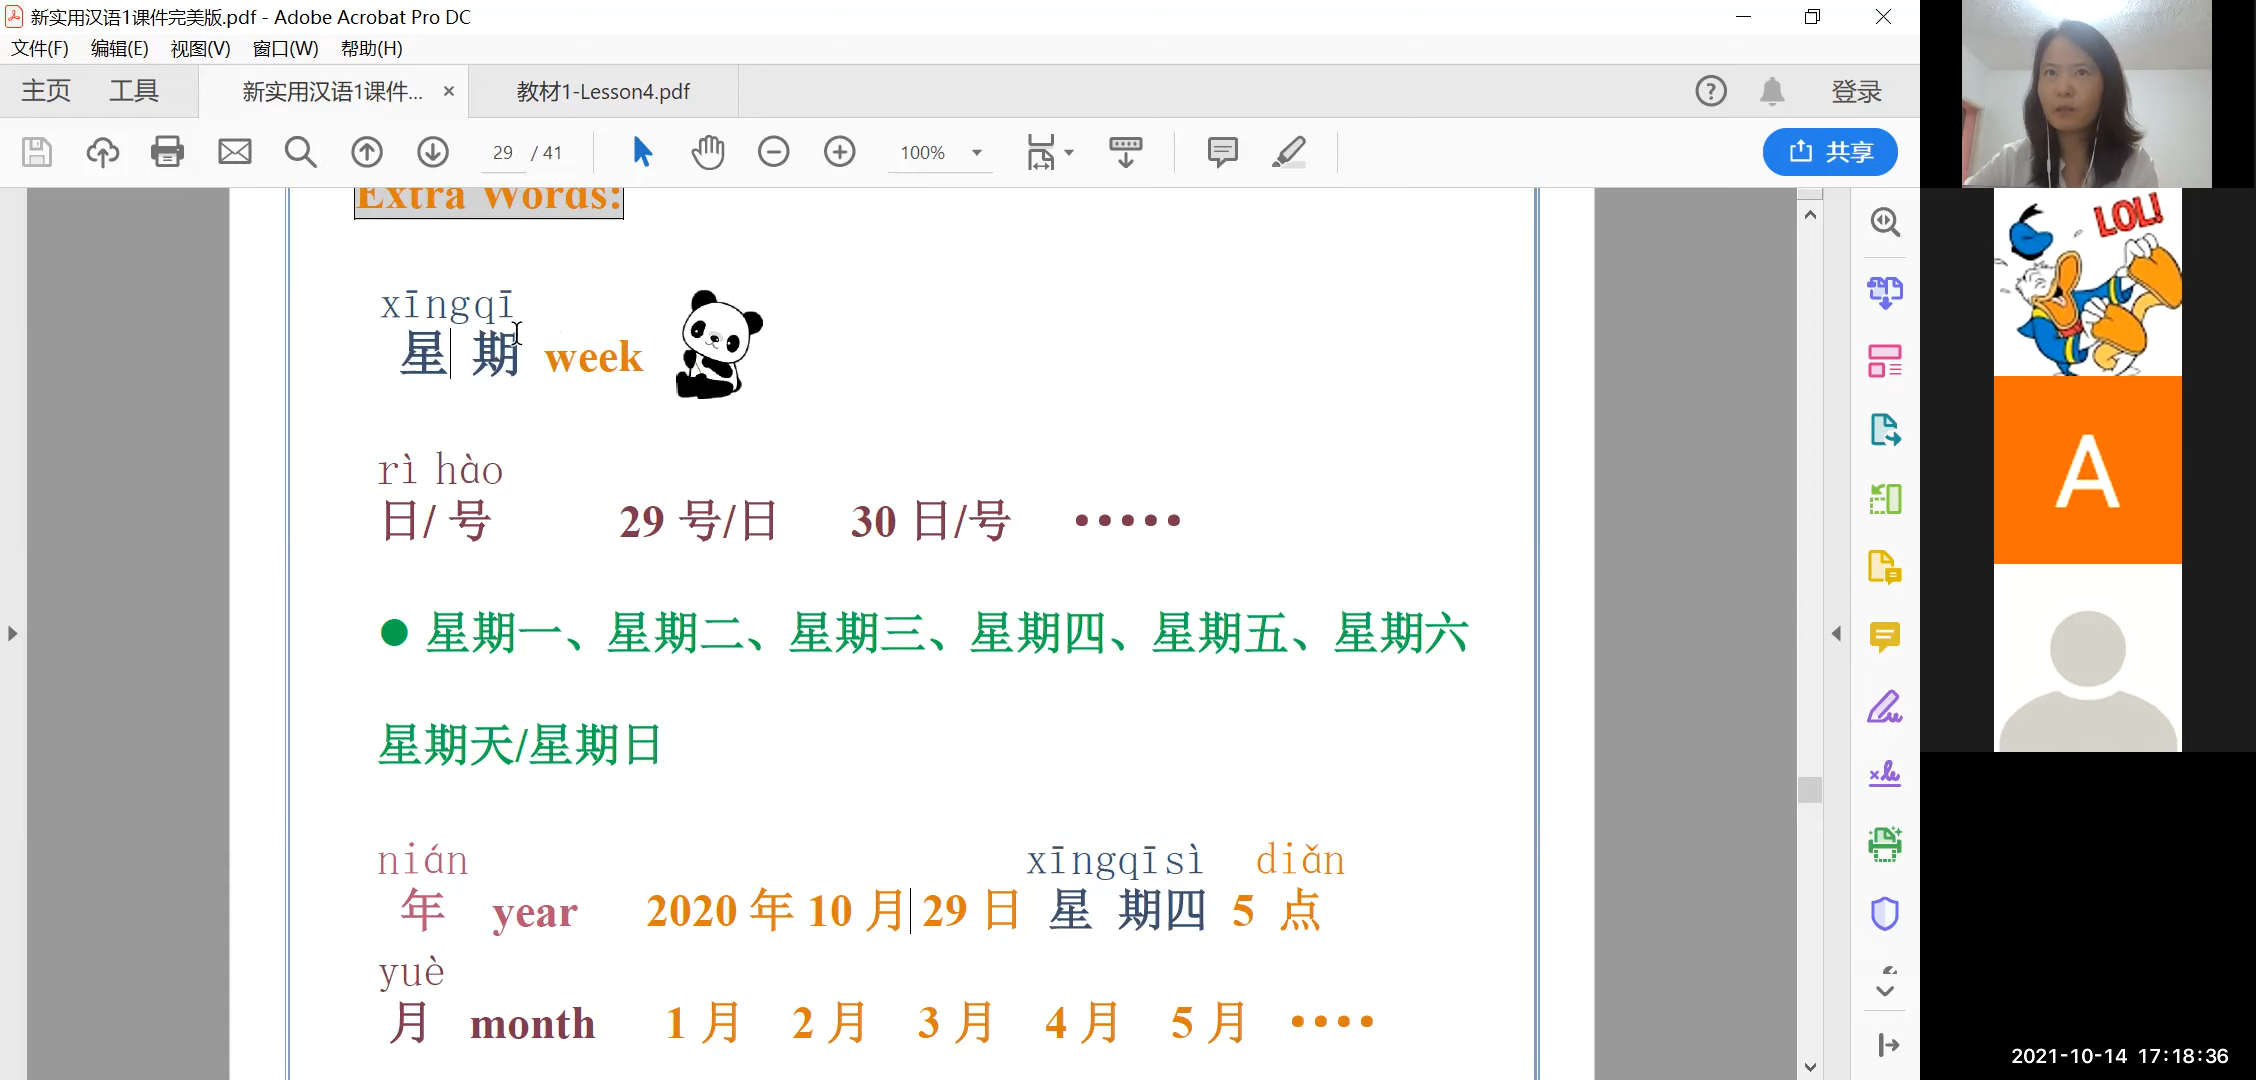 新实用汉语1课件完美版.pdf - Adobe Acrobat Pro DC
文件(F) 编辑(E) 视图(V) 窗口(W) 帮助(H)
主页 工具 新实用汉语1课件... × 教材1-Lesson4.pdf 登录
29 / 41 100% 共享
Extra Words:
xīngqī
星 期 week
rì hào
日/ 号 29 号/日 30 日/号 •••••
● 星期一、星期二、星期三、星期四、星期五、星期六
星期天/星期日
nián xīngqīsì diǎn
年 year 2020 年 10 月 29 日 星 期四 5 点
yuè
月 month 1 月 2 月 3 月 4 月 5 月 ••••
LOL!
A
2021-10-14 17:18:36